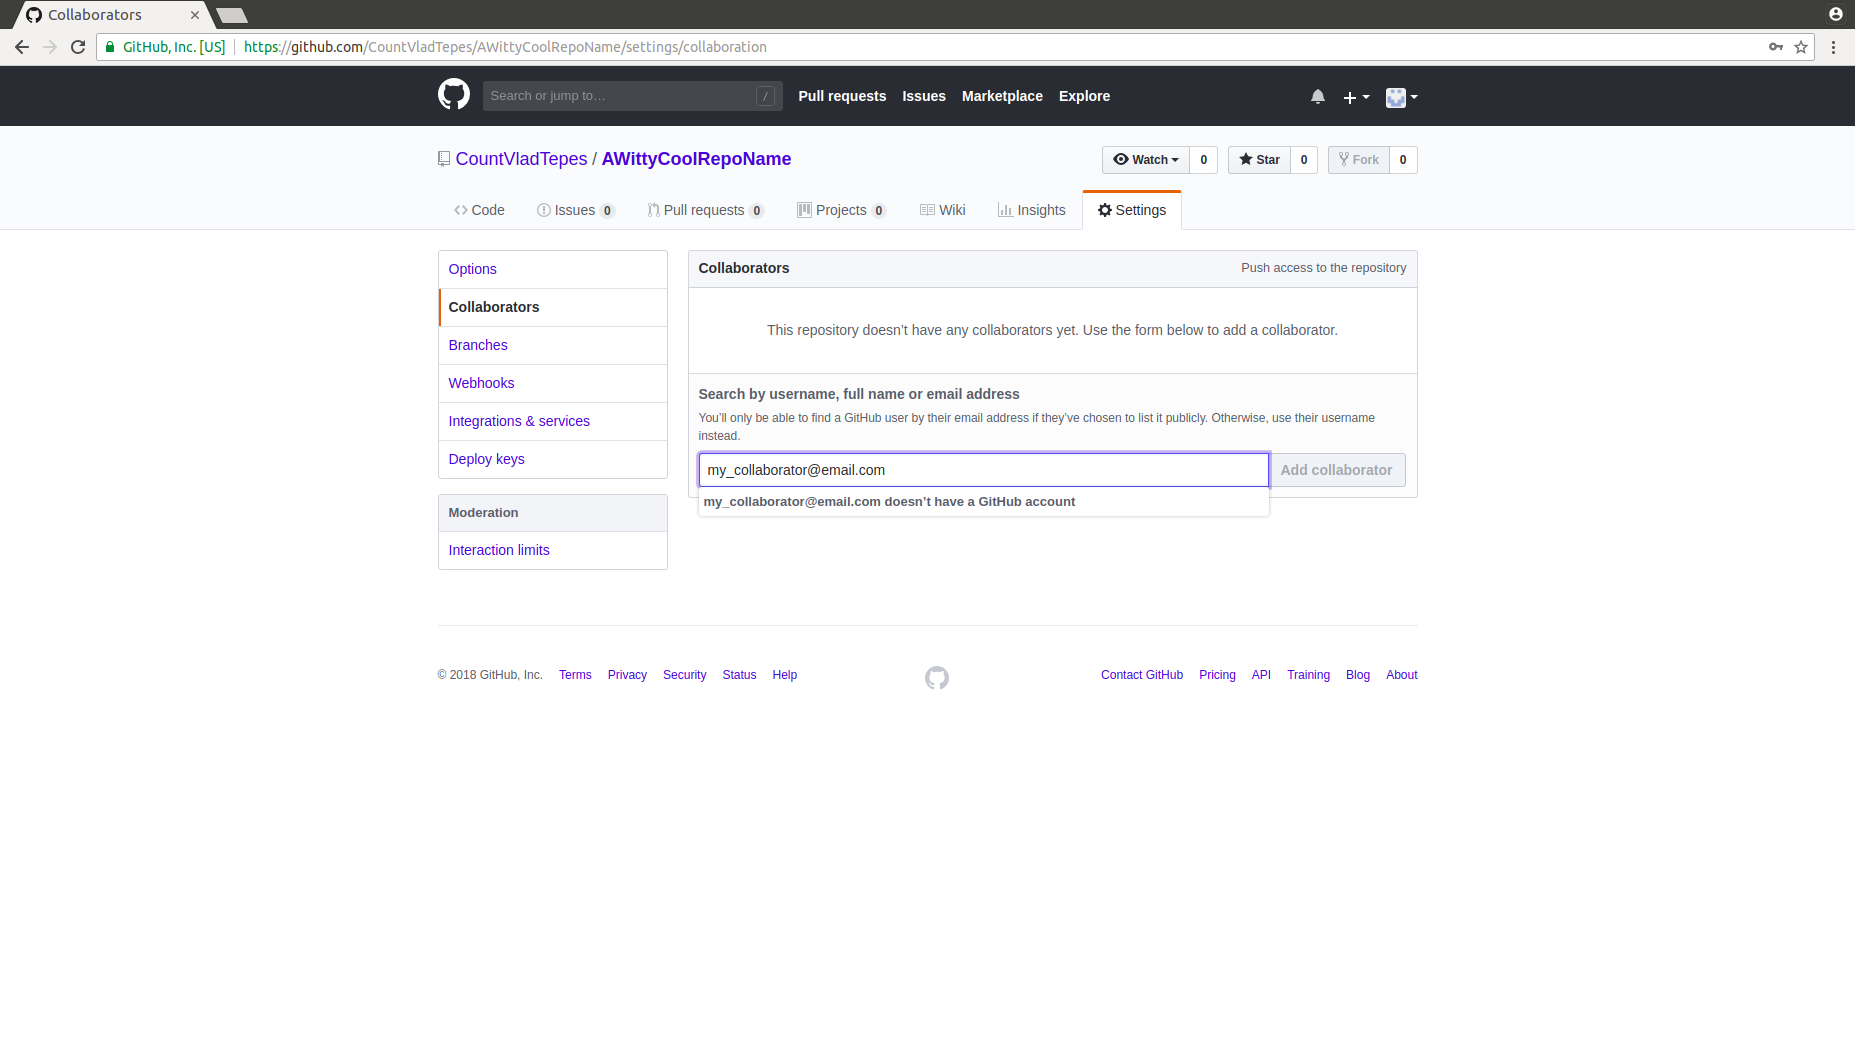 Collaborators
GitHub, Inc. [US] https://github.com/CountVladTepes/AWittyCoolRepoName/settings/collaboration
Search or jump to… / Pull requests Issues Marketplace Explore
CountVladTepes / AWittyCoolRepoName Watch 0 Star 0 Fork 0
Code Issues 0 Pull requests 0 Projects 0 Wiki Insights Settings
Options
Collaborators
Branches
Webhooks
Integrations & services
Deploy keys
Moderation
Interaction limits
Collaborators Push access to the repository
This repository doesn’t have any collaborators yet. Use the form below to add a collaborator.
Search by username, full name or email address
You’ll only be able to find a GitHub user by their email address if they’ve chosen to list it publicly. Otherwise, use their username
instead.
my_collaborator@email.com Add collaborator
my_collaborator@email.com doesn’t have a GitHub account
© 2018 GitHub, Inc. Terms Privacy Security Status Help Contact GitHub Pricing API Training Blog About